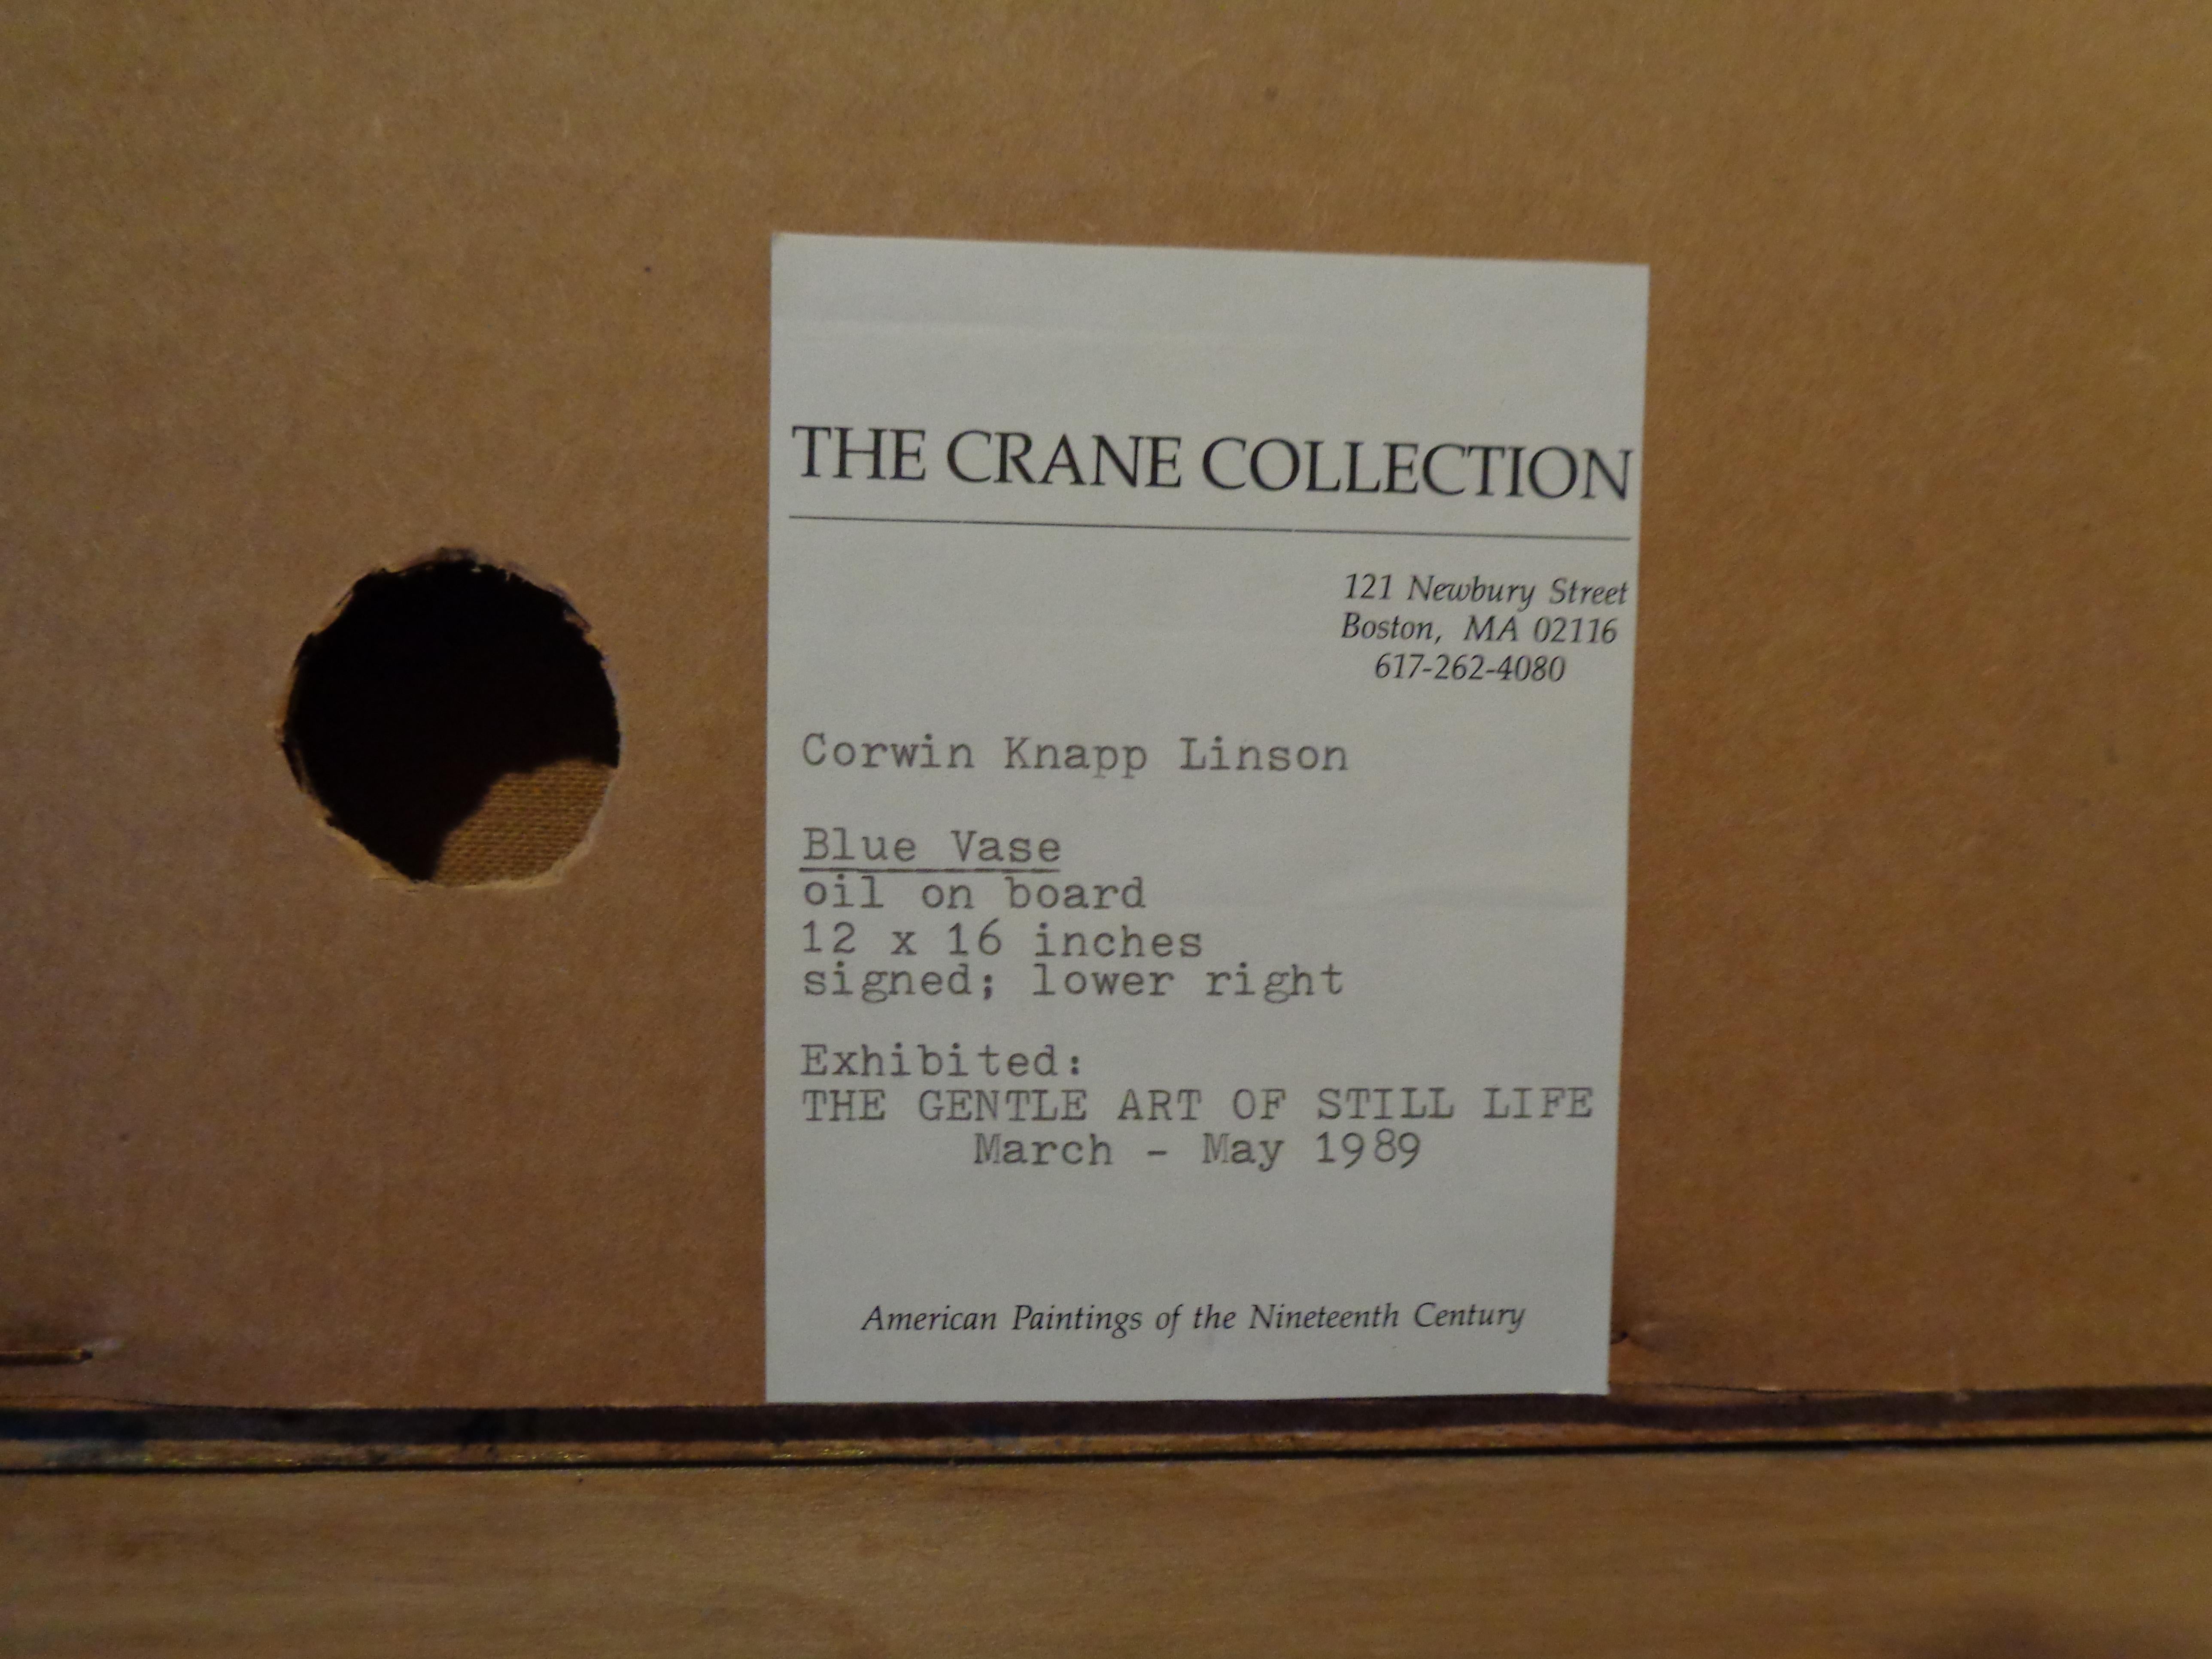 THE CRANE COLLECTION
121 Newbury Street
Boston, MA 02116
617-262-4080
Corwin Knapp Linson
Blue Vase
oil on board
12 x 16 inches
signed; lower right
Exhibited:
THE GENTLE ART OF STILL LIFE
March - May 1989
American Paintings of the Nineteenth Century